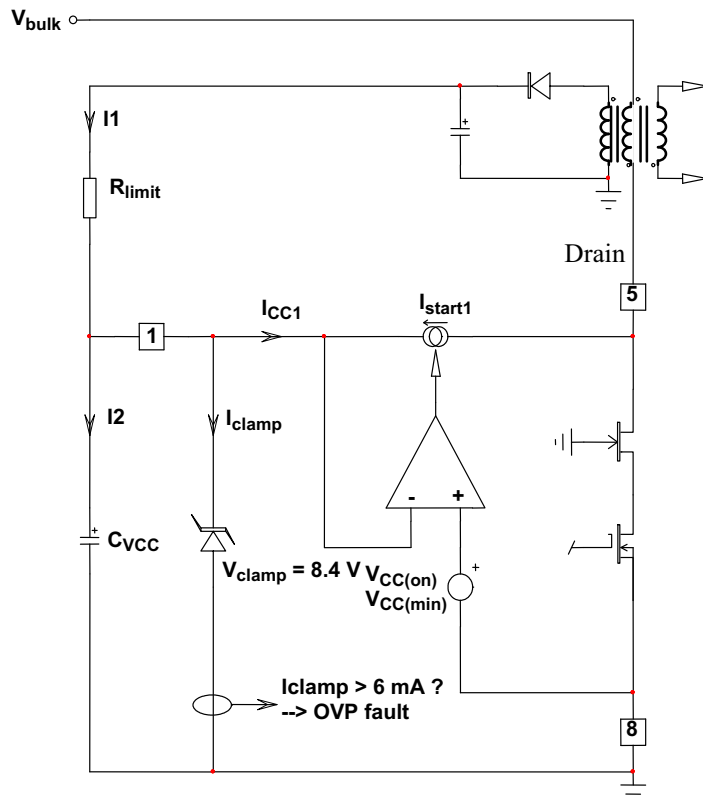 Vbulk
I1
Rlimit
Drain
5
1
ICC1
Istart1
I2
Iclamp
- +
CVCC
Vclamp = 8.4 V
VCC(on)
VCC(min)
Iclamp > 6 mA ?
--> OVP fault
8